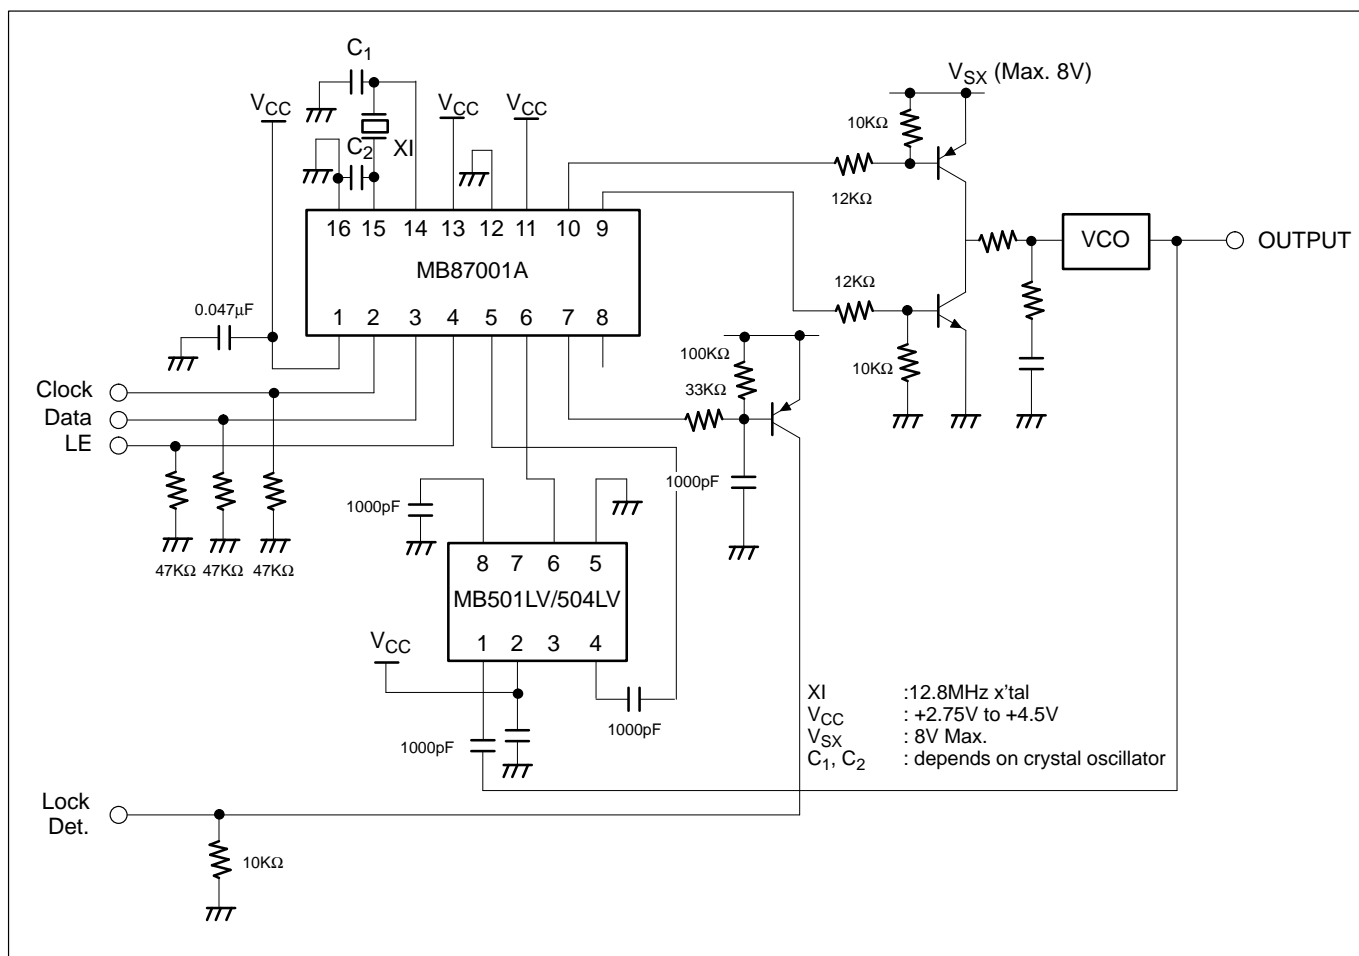 C1
VSX (Max. 8V)
VCC
VCC
VCC
10KΩ
C2
XI
12KΩ
16 15 14 13 12 11 10 9
MB87001A
VCO
OUTPUT
12KΩ
0.047µF
1 2 3 4 5 6 7 8
100KΩ
10KΩ
33KΩ
Clock
Data
LE
1000pF
1000pF
47KΩ 47KΩ 47KΩ
8 7 6 5
MB501LV/504LV
VCC
1 2 3 4
1000pF
1000pF
XI :12.8MHz x'tal
VCC : +2.75V to +4.5V
VSX : 8V Max.
C1, C2 : depends on crystal oscillator
Lock
Det.
10KΩ